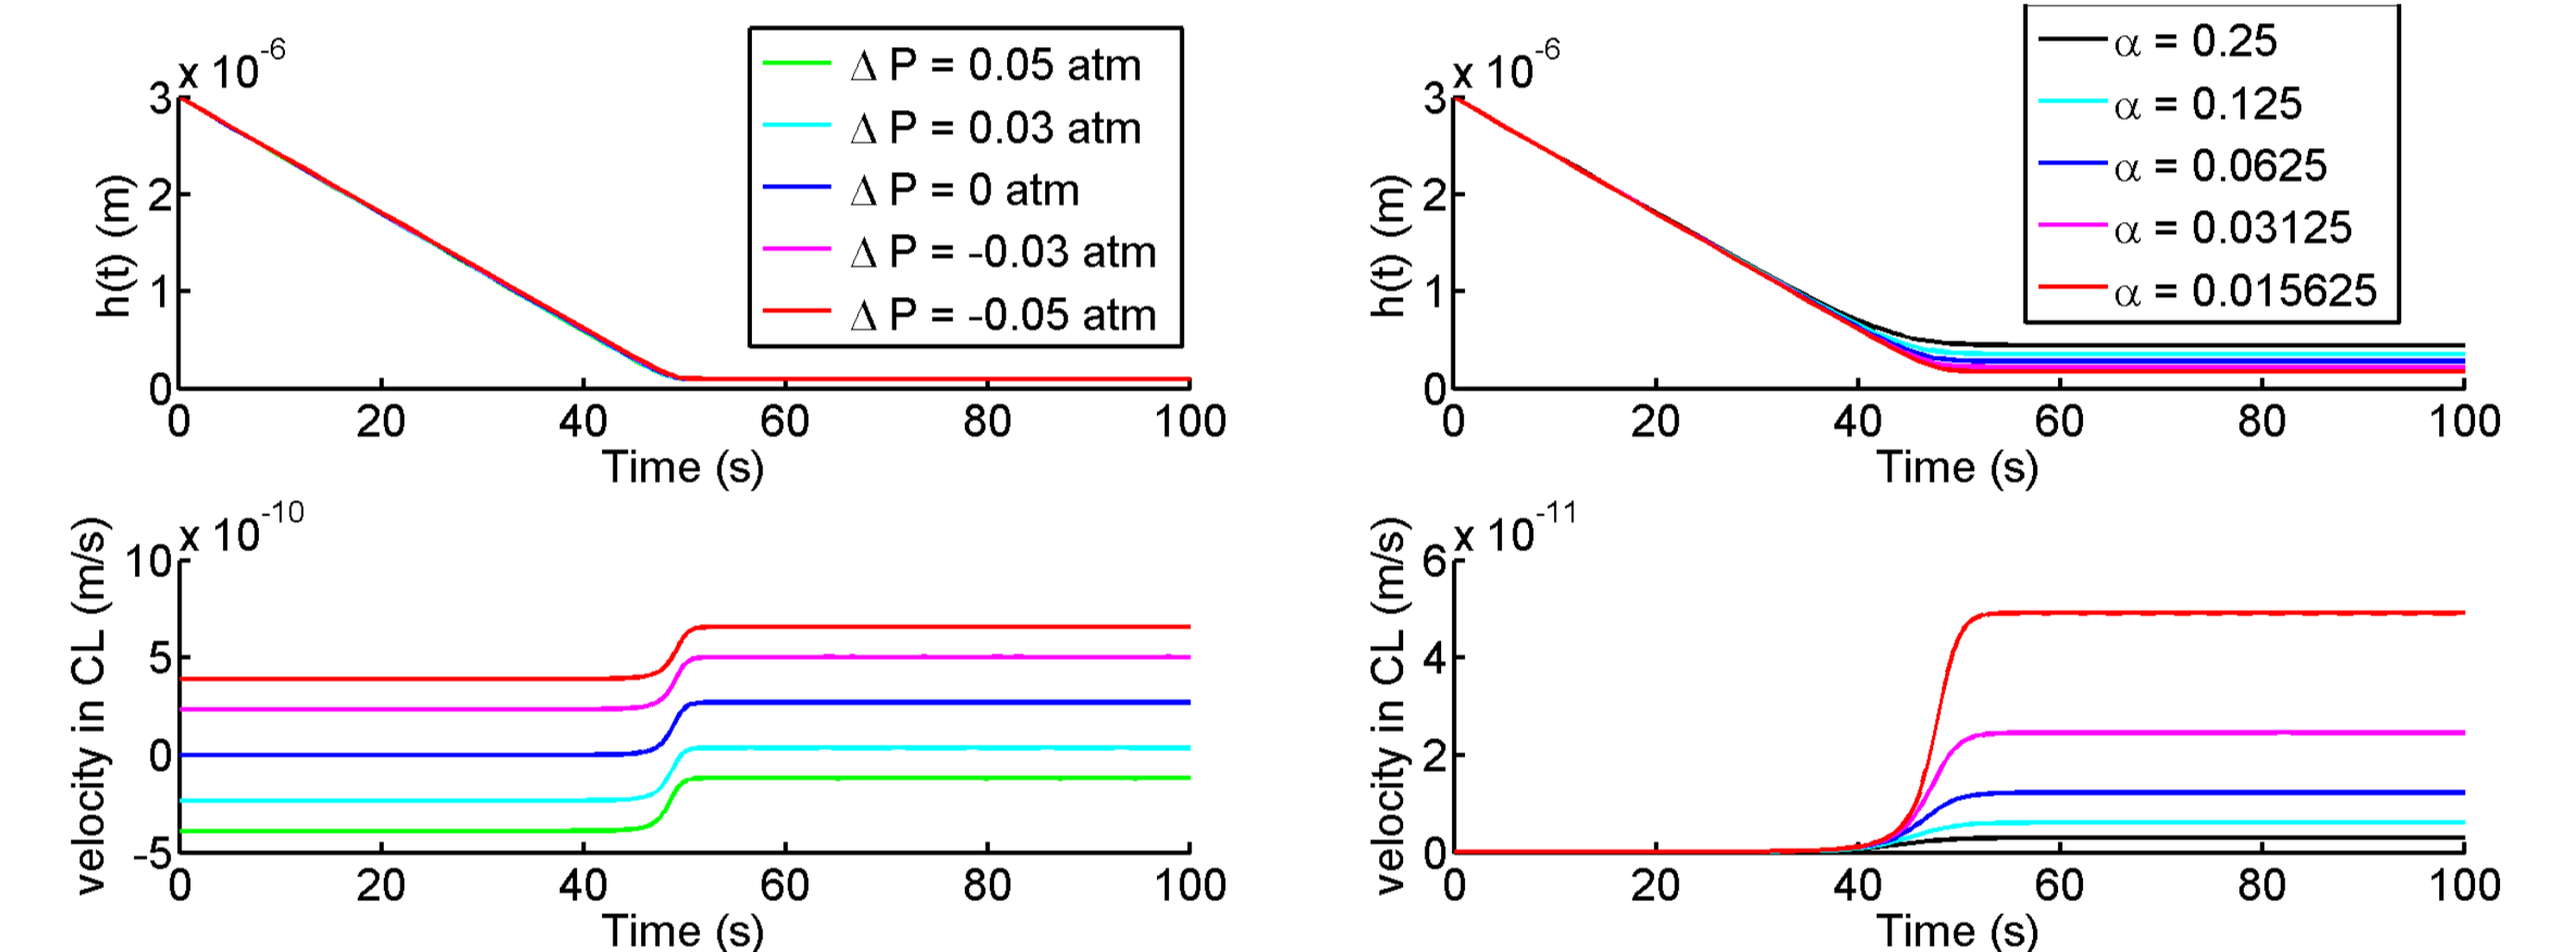 x 10-6
3
2
1
0
h(t) (m)
0 20 40 60 80 100
Time (s)
Δ P = 0.05 atm
Δ P = 0.03 atm
Δ P = 0 atm
Δ P = -0.03 atm
Δ P = -0.05 atm
x 10-6
3
2
1
0
h(t) (m)
0 20 40 60 80 100
Time (s)
α = 0.25
α = 0.125
α = 0.0625
α = 0.03125
α = 0.015625
x 10-10
10
5
0
-5
velocity in CL (m/s)
0 20 40 60 80 100
Time (s)
x 10-11
6
4
2
0
velocity in CL (m/s)
0 20 40 60 80 100
Time (s)